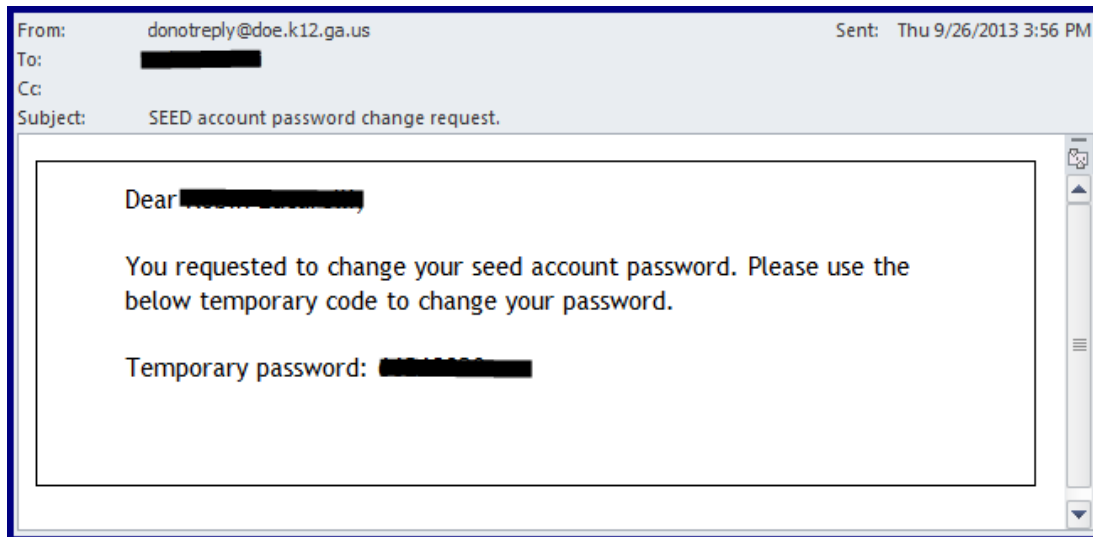 From: donotreply@doe.k12.ga.us Sent: Thu 9/26/2013 3:56 PM
To:
Cc:
Subject: SEED account password change request.
Dear
You requested to change your seed account password. Please use the
below temporary code to change your password.
Temporary password: